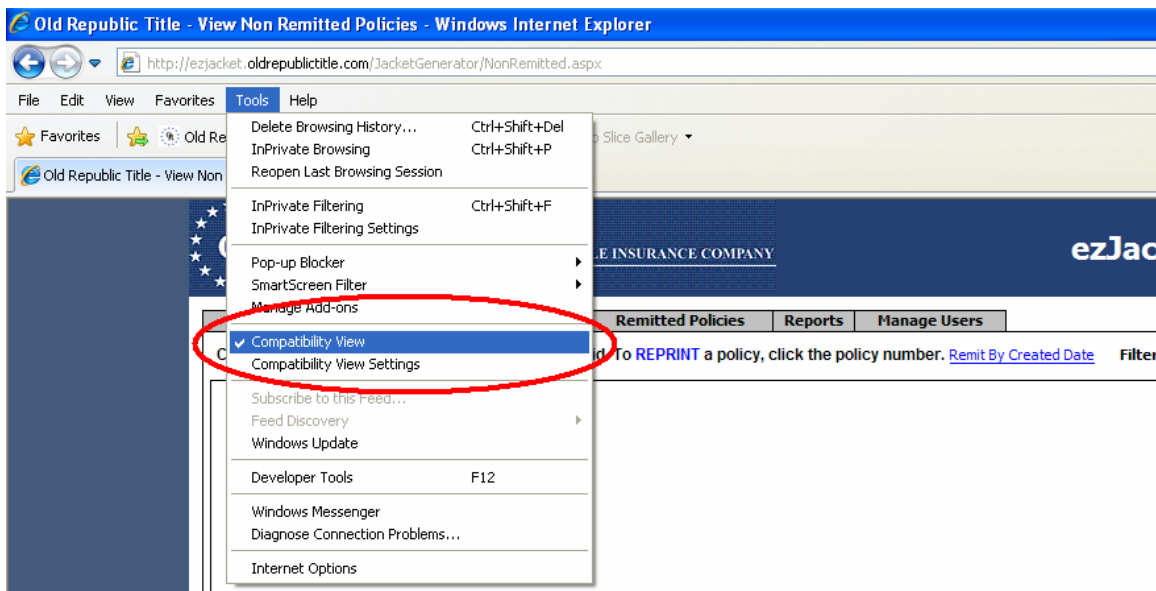 Old Republic Title - View Non Remitted Policies - Windows Internet Explorer
http://ezjacket.oldrepublictitle.com/JacketGenerator/NonRemitted.aspx
File Edit View Favorites Tools Help
Favorites Old Re Slice Gallery
Old Republic Title - View Non
Delete Browsing History... Ctrl+Shift+Del
InPrivate Browsing Ctrl+Shift+P
Reopen Last Browsing Session
InPrivate Filtering Ctrl+Shift+F
InPrivate Filtering Settings
Pop-up Blocker
SmartScreen Filter
Manage Add-ons
Compatibility View
Compatibility View Settings
Subscribe to this Feed...
Feed Discovery
Windows Update
Developer Tools F12
Windows Messenger
Diagnose Connection Problems...
Internet Options
LE INSURANCE COMPANY
ezJac
Remitted Policies Reports Manage Users
To REPRINT a policy, click the policy number. Remit By Created Date Filter